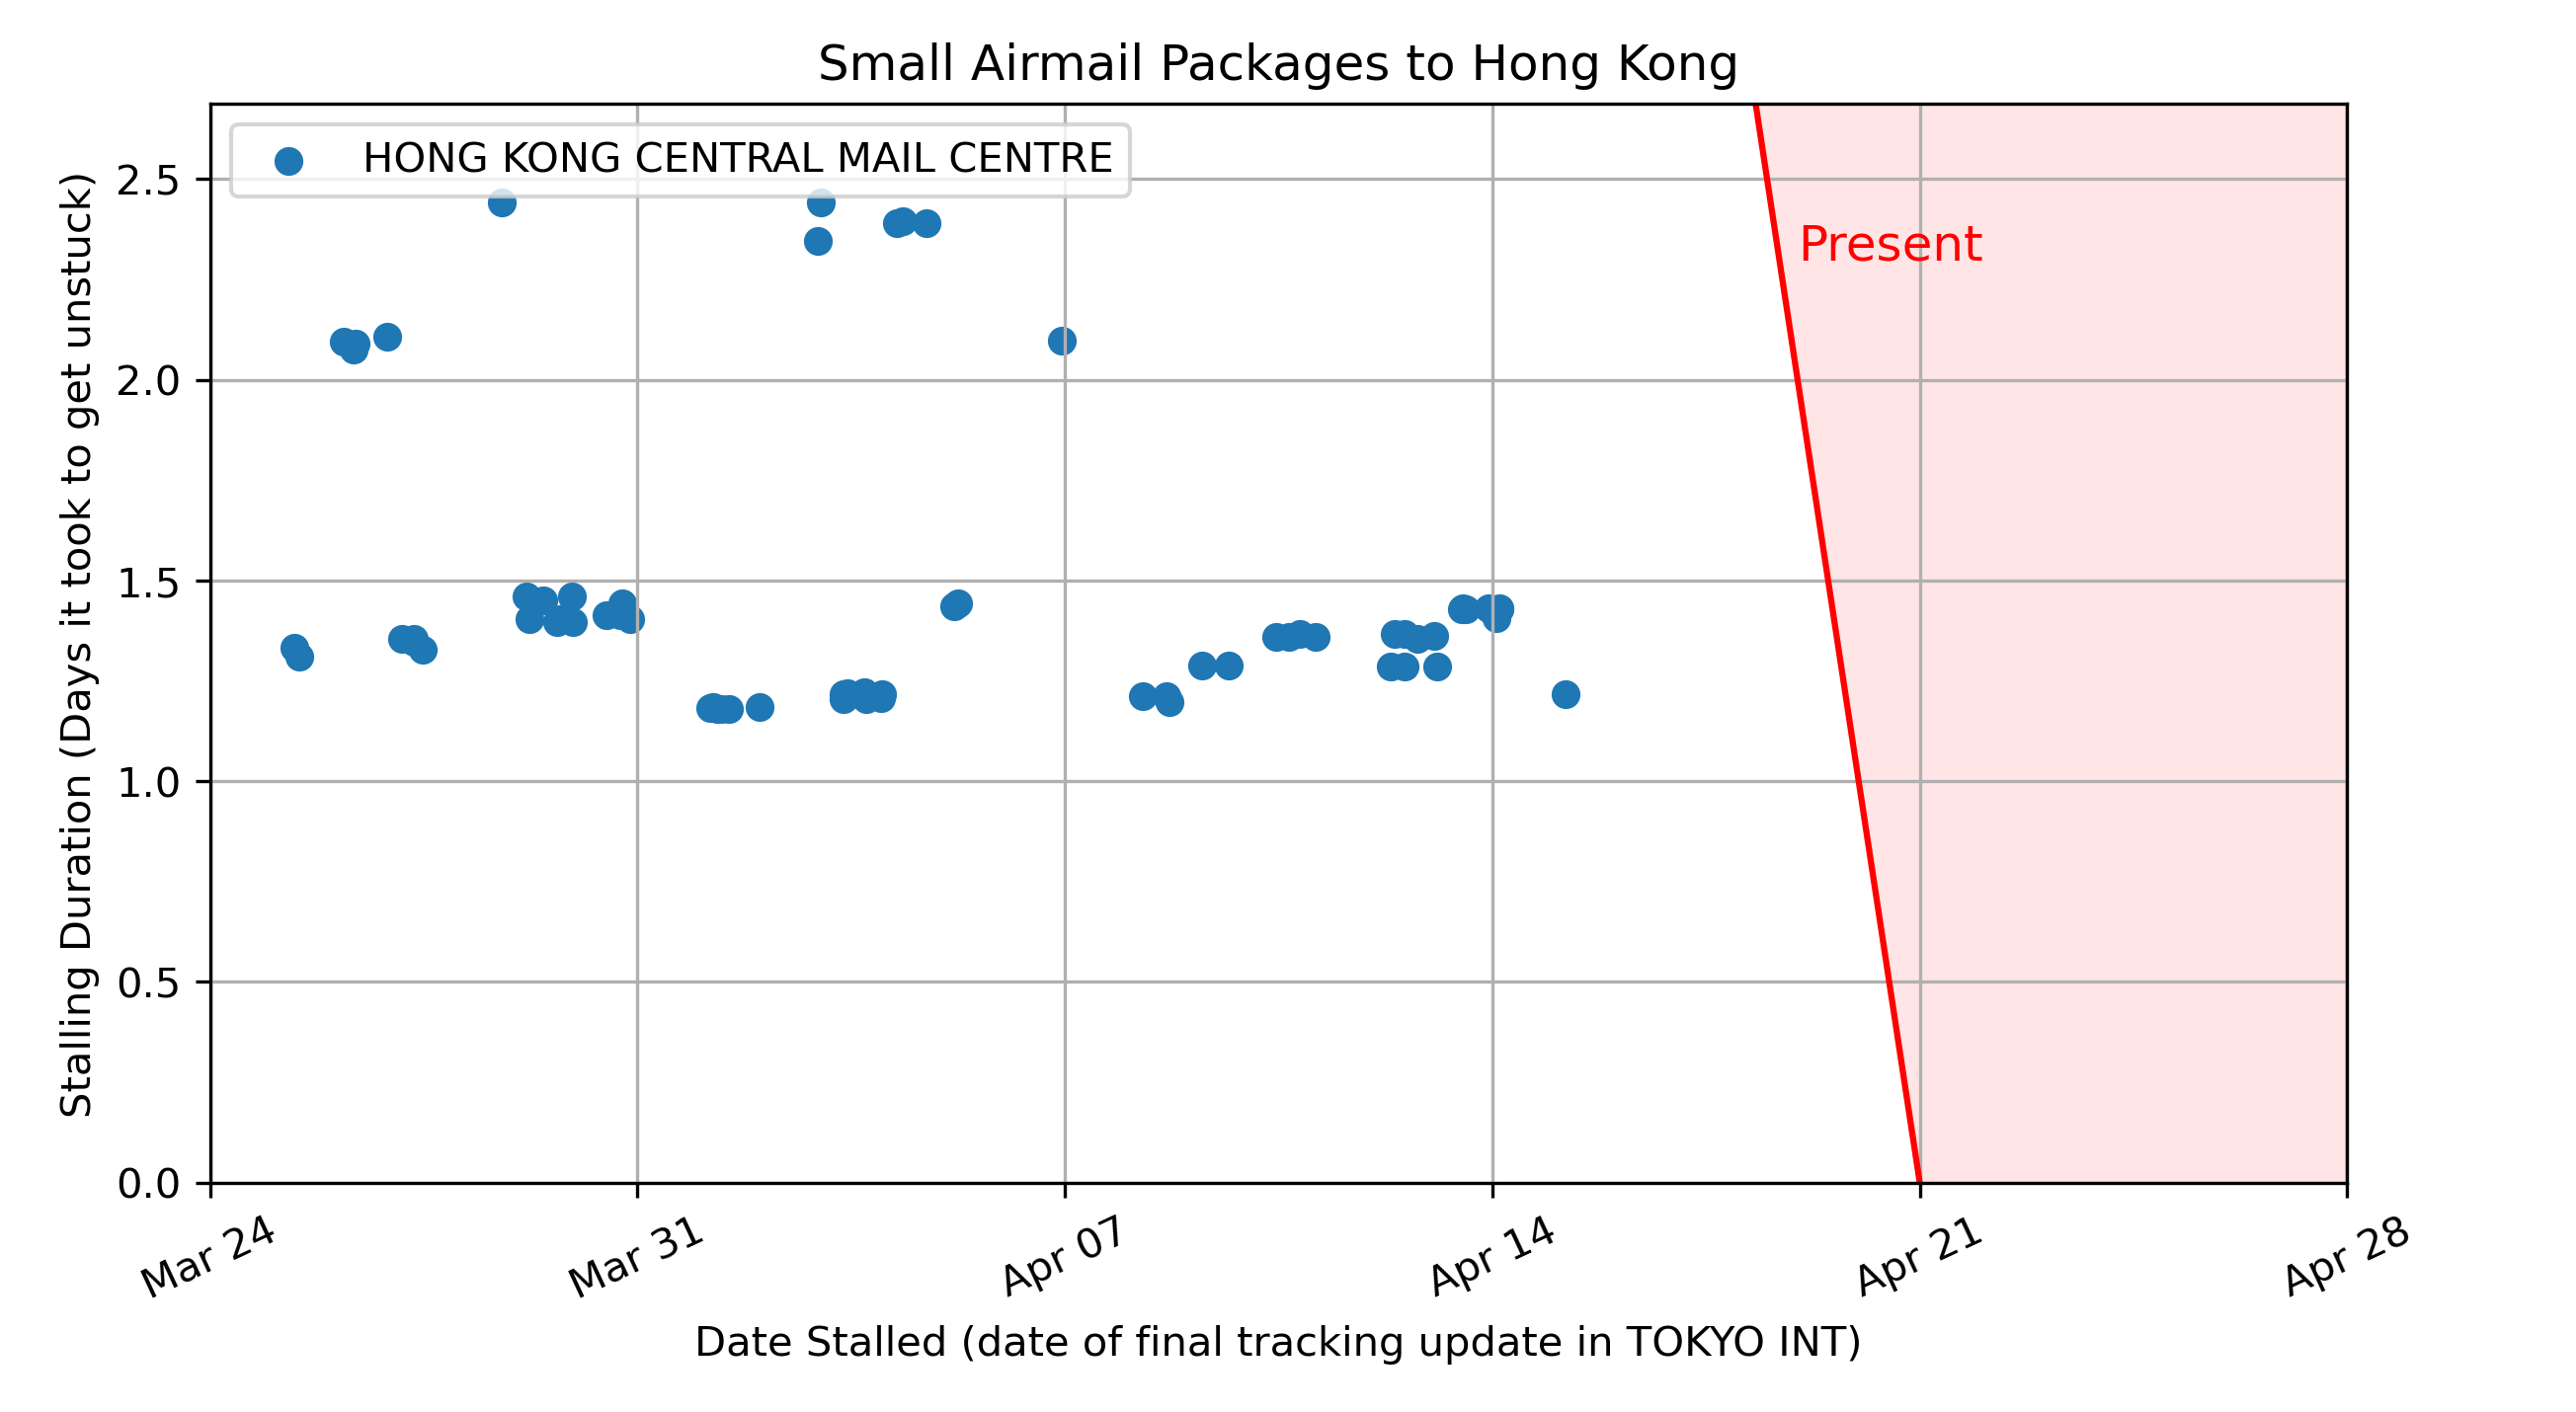 Small Airmail Packages to Hong Kong
HONG KONG CENTRAL MAIL CENTRE
Present
Stalling Duration (Days it took to get unstuck)
2.5
2.0
1.5
1.0
0.5
0.0
Mar 24
Mar 31
Apr 07
Apr 14
Apr 21
Apr 28
Date Stalled (date of final tracking update in TOKYO INT)